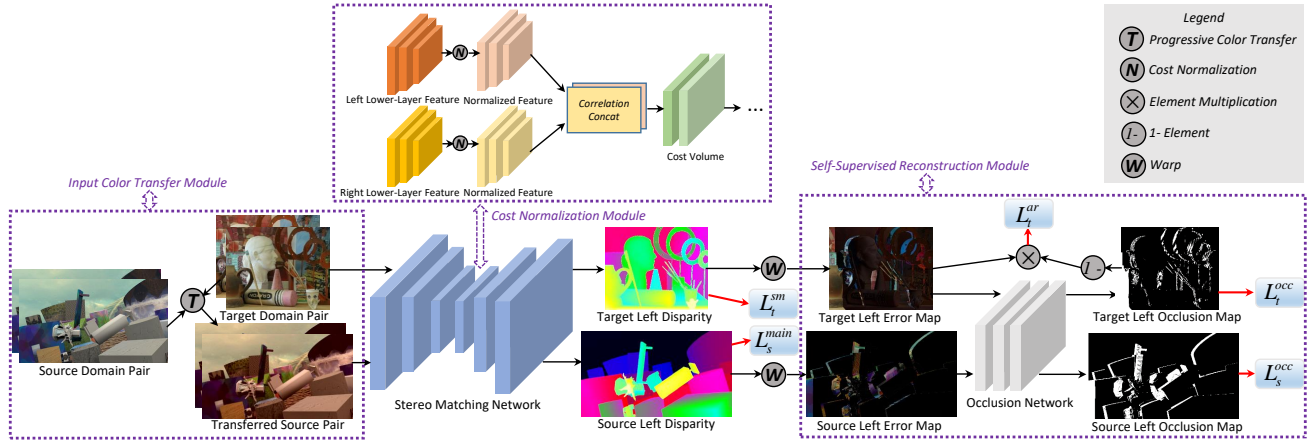 Legend
T Progressive Color Transfer
N Cost Normalization
× Element Multiplication
1- 1- Element
W Warp
N
Left Lower-Layer Feature
Normalized Feature
Correlation
Concat
Cost Volume
...
N
Right Lower-Layer Feature
Normalized Feature
Input Color Transfer Module
Cost Normalization Module
Self-Supervised Reconstruction Module
Source Domain Pair
T
Target Domain Pair
Transferred Source Pair
Stereo Matching Network
Target Left Disparity
W
L_t^{sm}
L_s^{main}
W
Source Left Disparity
L_t^{ar}
×
1-
Target Left Error Map
Target Left Occlusion Map
L_t^{occ}
Source Left Error Map
Occlusion Network
Source Left Occlusion Map
L_s^{occ}